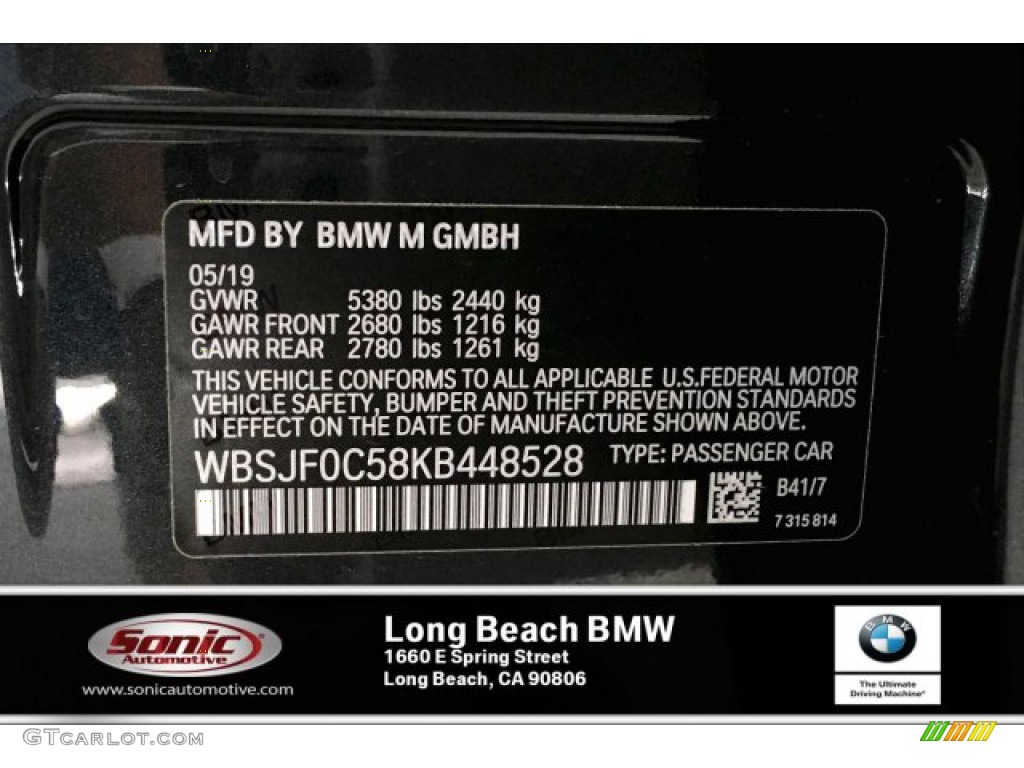 MFD BY BMW M GMBH
05/19
GVWR 5380 lbs 2440 kg
GAWR FRONT 2680 lbs 1216 kg
GAWR REAR 2780 lbs 1261 kg
THIS VEHICLE CONFORMS TO ALL APPLICABLE U.S.FEDERAL MOTOR
VEHICLE SAFETY, BUMPER AND THEFT PREVENTION STANDARDS
IN EFFECT ON THE DATE OF MANUFACTURE SHOWN ABOVE.
WBSJF0C58KB448528 TYPE: PASSENGER CAR
B41/7
7 315 814
Sonic
Automotive
www.sonicautomotive.com
Long Beach BMW
1660 E Spring Street
Long Beach, CA 90806
BMW
The Ultimate
Driving Machine®
GTCARLOT.COM